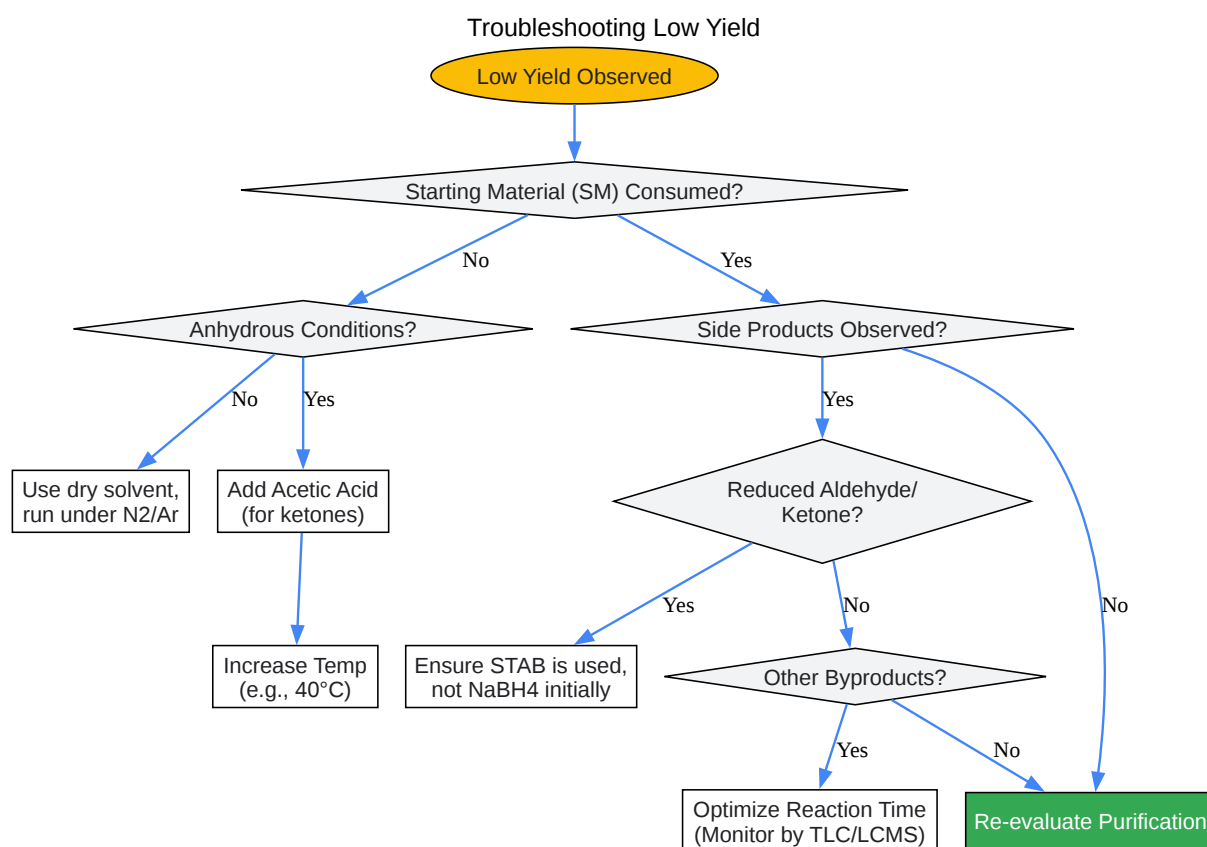 Troubleshooting Low Yield
Low Yield Observed
Starting Material (SM) Consumed?
No
Yes
Anhydrous Conditions?
Side Products Observed?
No
Yes
Yes
Use dry solvent,
run under N2/Ar
Add Acetic Acid
(for ketones)
Reduced Aldehyde/
Ketone?
Yes
No
No
Increase Temp
(e.g., 40°C)
Ensure STAB is used,
not NaBH4 initially
Other Byproducts?
Yes
No
Optimize Reaction Time
(Monitor by TLC/LCMS)
Re-evaluate Purification